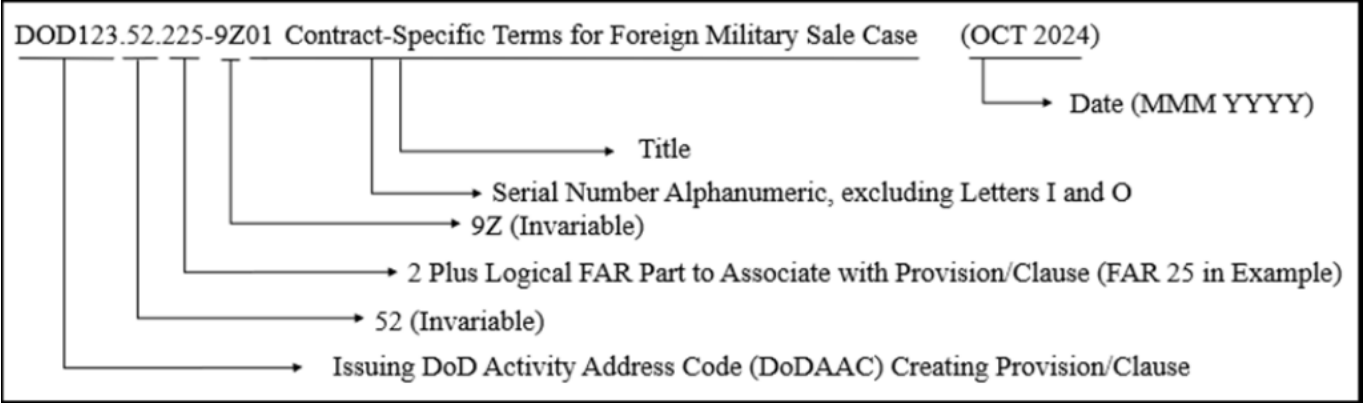 DOD123.52.225-9Z01 Contract-Specific Terms for Foreign Military Sale Case (OCT 2024)
Date (MMM YYYY)
Title
Serial Number Alphanumeric, excluding Letters I and O
9Z (Invariable)
2 Plus Logical FAR Part to Associate with Provision/Clause (FAR 25 in Example)
52 (Invariable)
Issuing DoD Activity Address Code (DoDAAC) Creating Provision/Clause